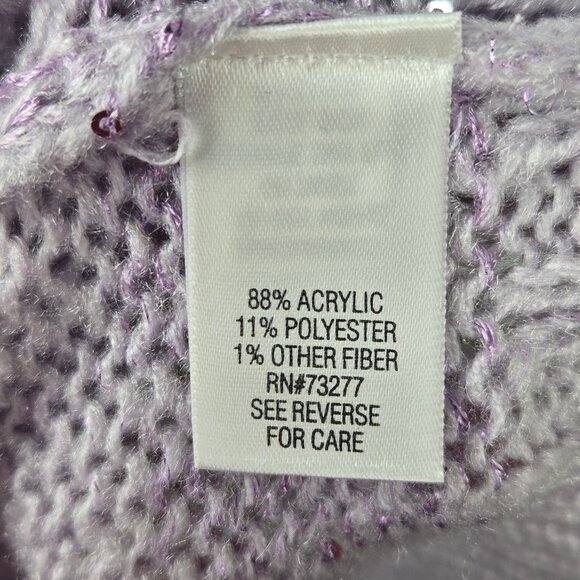 88% ACRYLIC
11% POLYESTER
1% OTHER FIBER
RN#73277
SEE REVERSE
FOR CARE